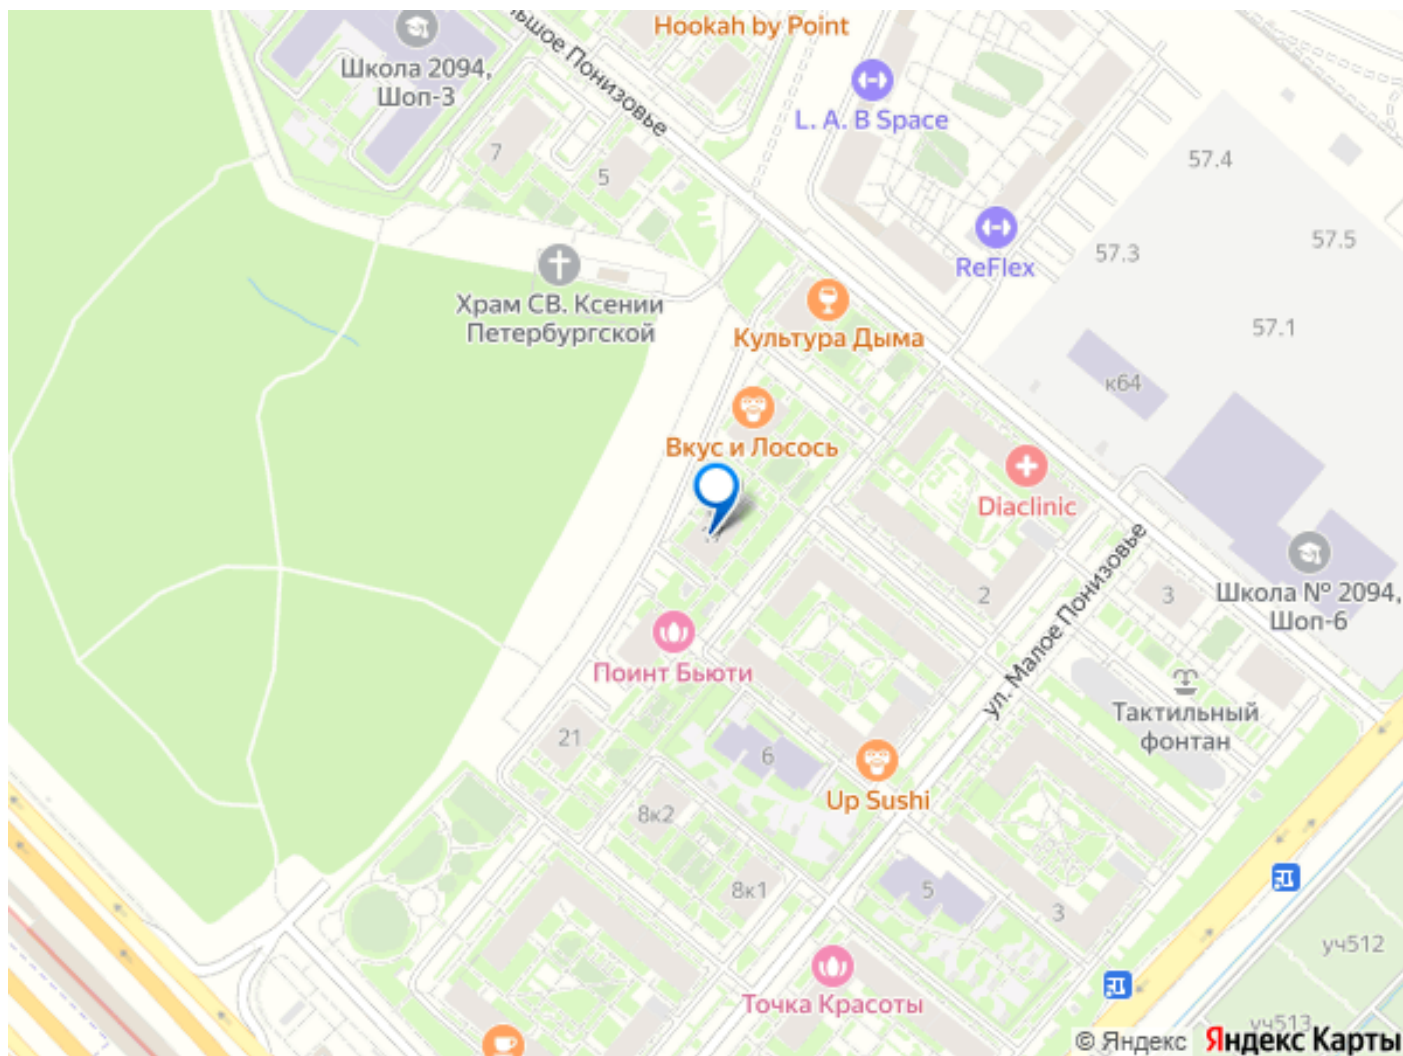 Hookah by Point
Школа 2094,
Шоп-3
ьшое Понизовье
L. A. B Space
7
5
57.4
57.5
57.3
ReFlex
Храм СВ. Ксении
Петербургской
Культура Дыма
57.1
к64
Вкус и Лосось
Diaclinic
2
3
Школа № 2094,
Шоп-6
ул. Малое Понизовье
Поинт Бьюти
Тактильный
фонтан
21
6
Up Sushi
8к2
8к1
5
3
уч512
Точка Красоты
уч513
© Яндекс Яндекс Карты